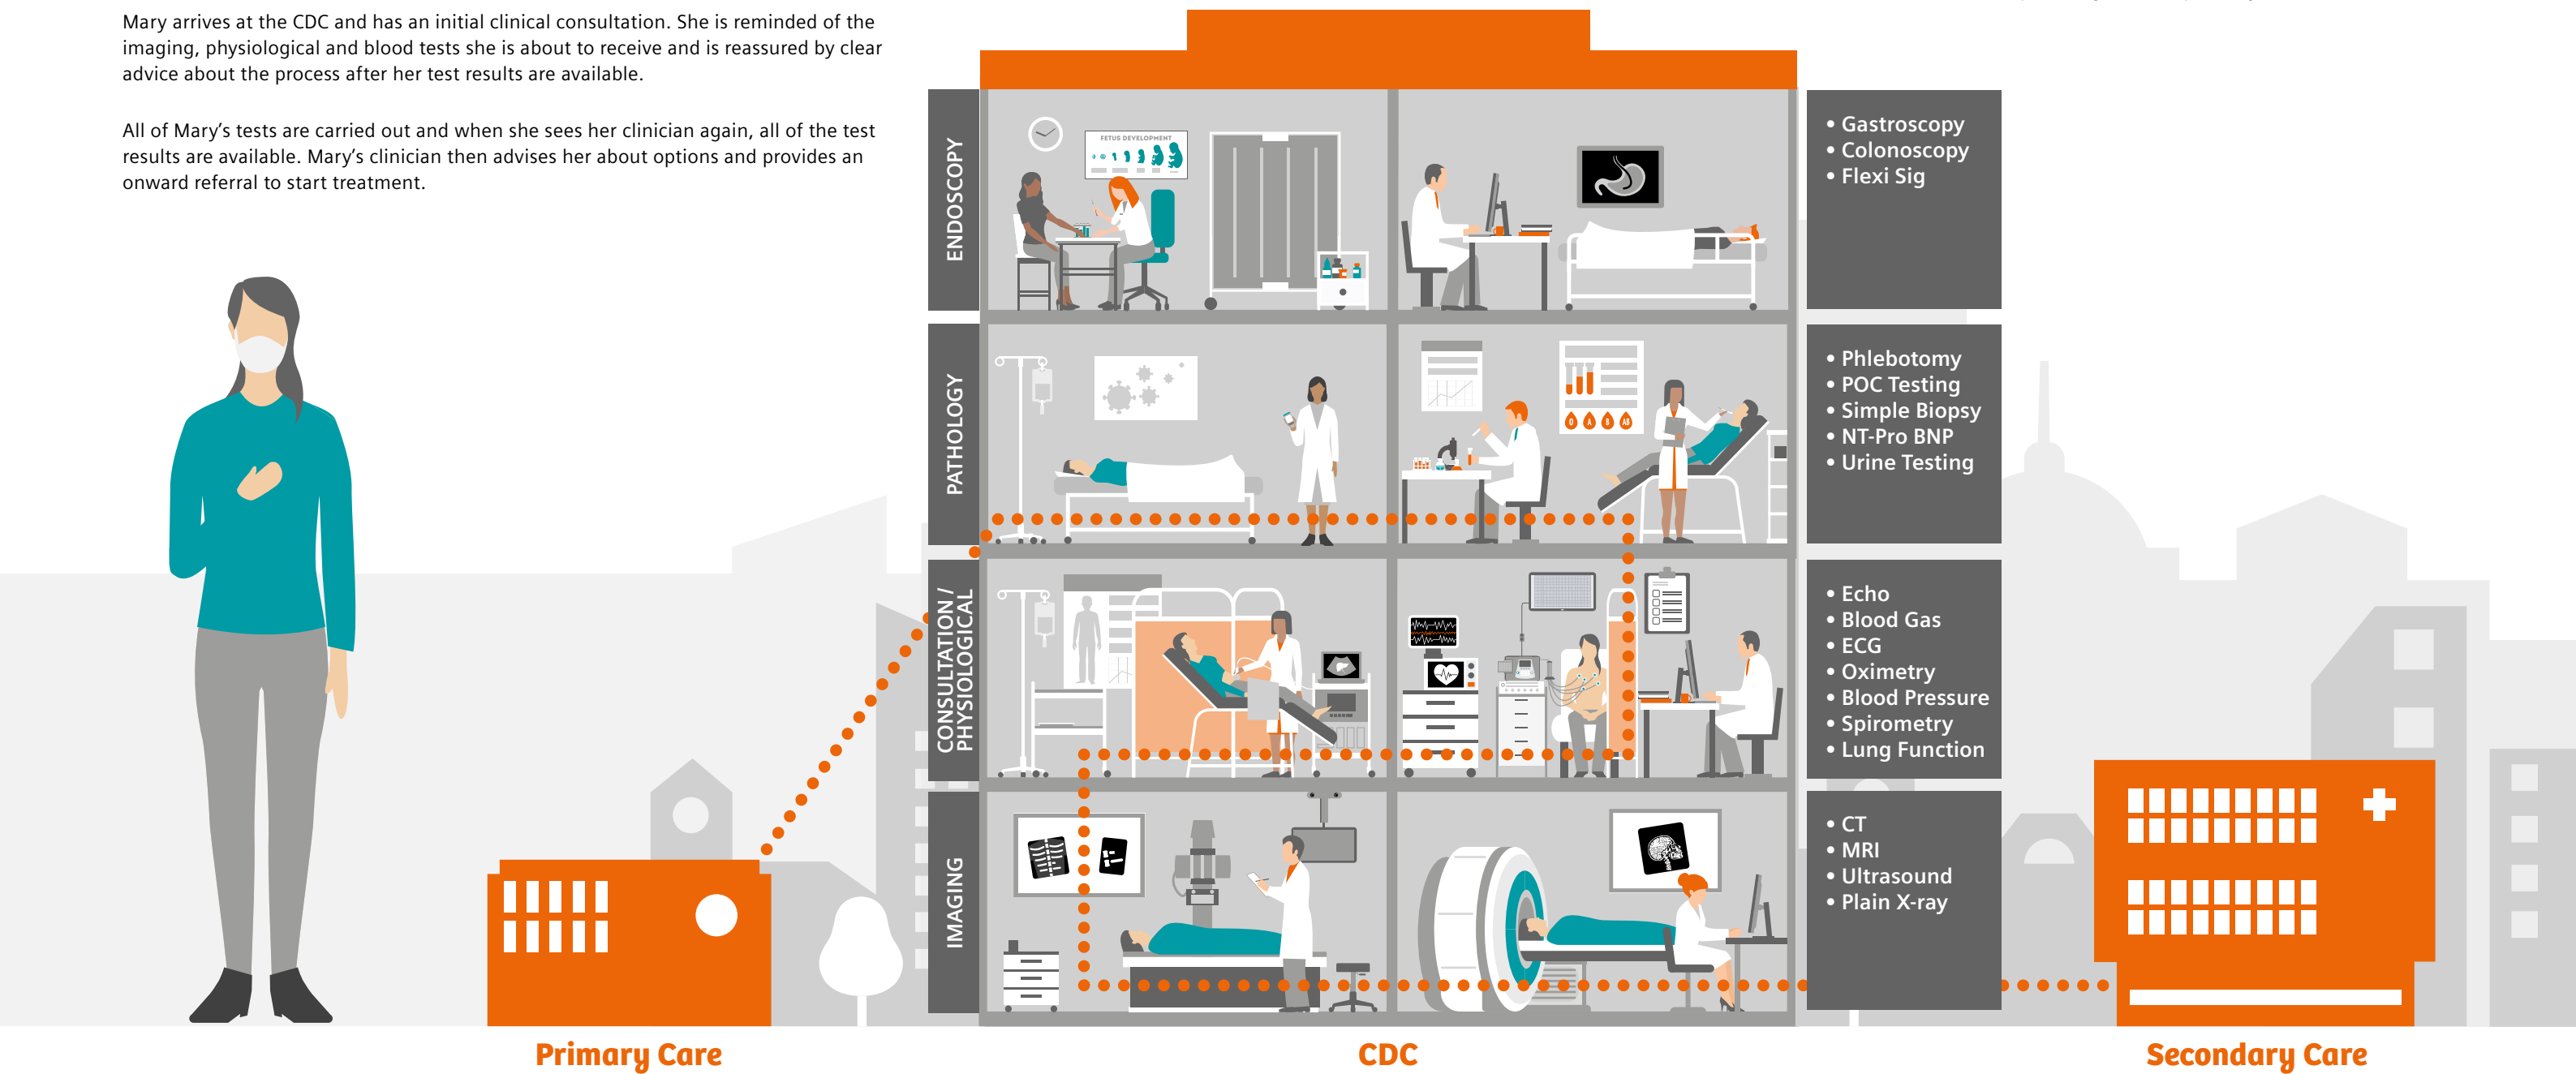 Mary arrives at the CDC and has an initial clinical consultation. She is reminded of the
imaging, physiological and blood tests she is about to receive and is reassured by clear
advice about the process after her test results are available.
All of Mary’s tests are carried out and when she sees her clinician again, all of the test
results are available. Mary’s clinician then advises her about options and provides an
onward referral to start treatment.
ENDOSCOPY
FETUS DEVELOPMENT
• Gastroscopy
• Colonoscopy
• Flexi Sig
PATHOLOGY
O A B AB
• Phlebotomy
• POC Testing
• Simple Biopsy
• NT-Pro BNP
• Urine Testing
CONSULTATION /
PHYSIOLOGICAL
• Echo
• Blood Gas
• ECG
• Oximetry
• Blood Pressure
• Spirometry
• Lung Function
IMAGING
• CT
• MRI
• Ultrasound
• Plain X-ray
Primary Care
CDC
Secondary Care